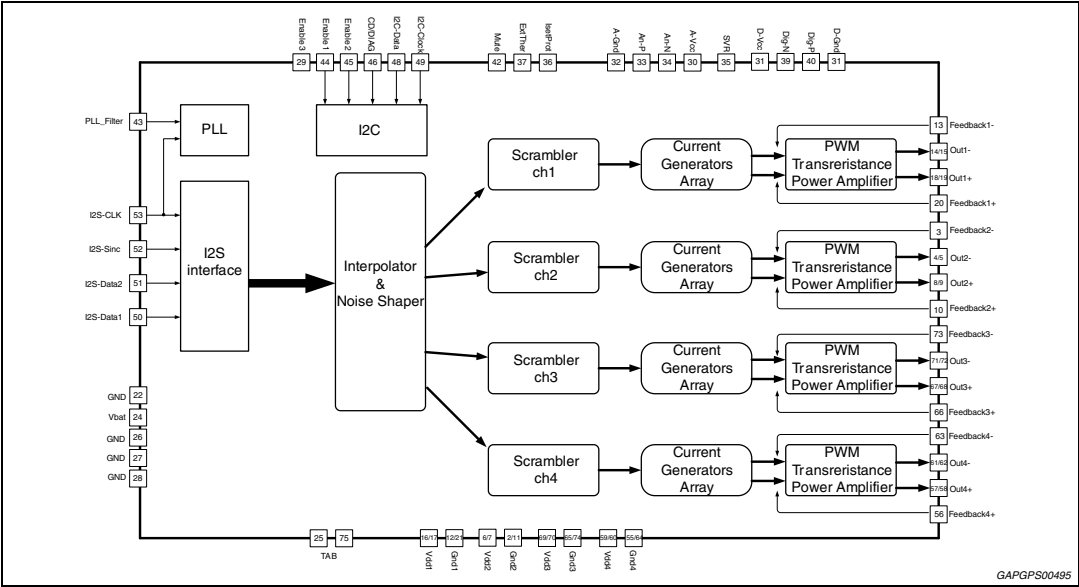 Enable 3
Enable 1
Enable 2
CD/DIAG
I2C-Data
I2C-Clock
Mute
ExtTher
IsetProt
A-Gnd
An-P
An-N
A-Vcc
SVR
D-Vcc
Dig-N
Dig-P
D-Gnd
29
44
45
46
48
49
42
37
36
32
33
34
30
35
31
39
40
31
PLL_Filter
43
PLL
I2C
I2S-CLK
53
I2S-Sinc
52
I2S-Data2
51
I2S-Data1
50
I2S
interface
Interpolator
&
Noise Shaper
Scrambler
ch1
Current
Generators
Array
PWM
Transreristance
Power Amplifier
13
Feedback1-
14/15
Out1-
18/19
Out1+
20
Feedback1+
Scrambler
ch2
Current
Generators
Array
PWM
Transreristance
Power Amplifier
3
Feedback2-
4/5
Out2-
8/9
Out2+
10
Feedback2+
Scrambler
ch3
Current
Generators
Array
PWM
Transreristance
Power Amplifier
73
Feedback3-
71/72
Out3-
67/68
Out3+
66
Feedback3+
Scrambler
ch4
Current
Generators
Array
PWM
Transreristance
Power Amplifier
63
Feedback4-
61/62
Out4-
57/58
Out4+
56
Feedback4+
GND
22
Vbat
24
GND
26
GND
27
GND
28
25
75
TAB
16/17
12/21
6/7
2/11
69/70
65/74
59/60
55/64
Vdd1
Gnd1
Vdd2
Gnd2
Vdd3
Gnd3
Vdd4
Gnd4
GAPGPS00495